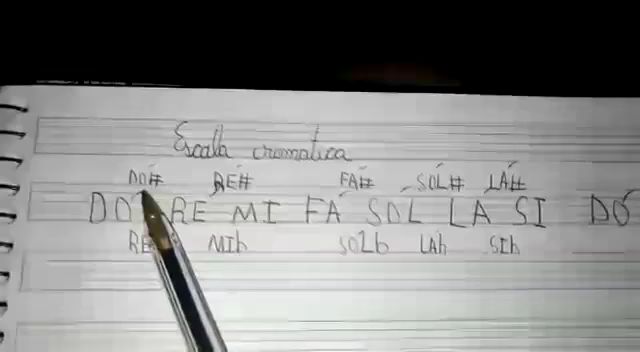 Escala cromatica
DO# RE# FA# SOL# LA#
DO RE MI FA SOL LA SI DO
RE MIb SOLb LAb SIb